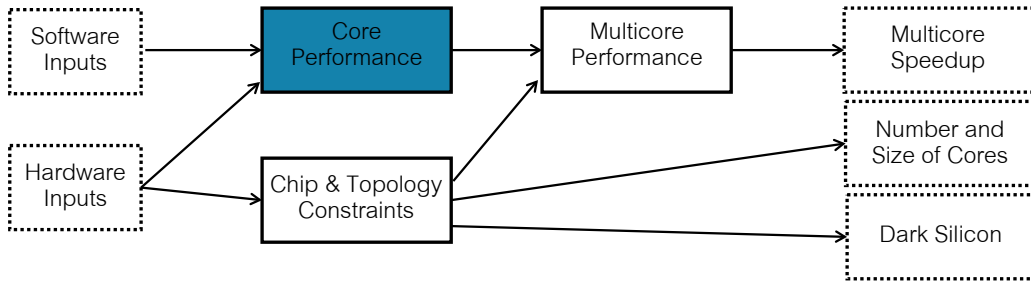 Software
Inputs
Core
Performance
Multicore
Performance
Multicore
Speedup
Hardware
Inputs
Chip & Topology
Constraints
Number and
Size of Cores
Dark Silicon